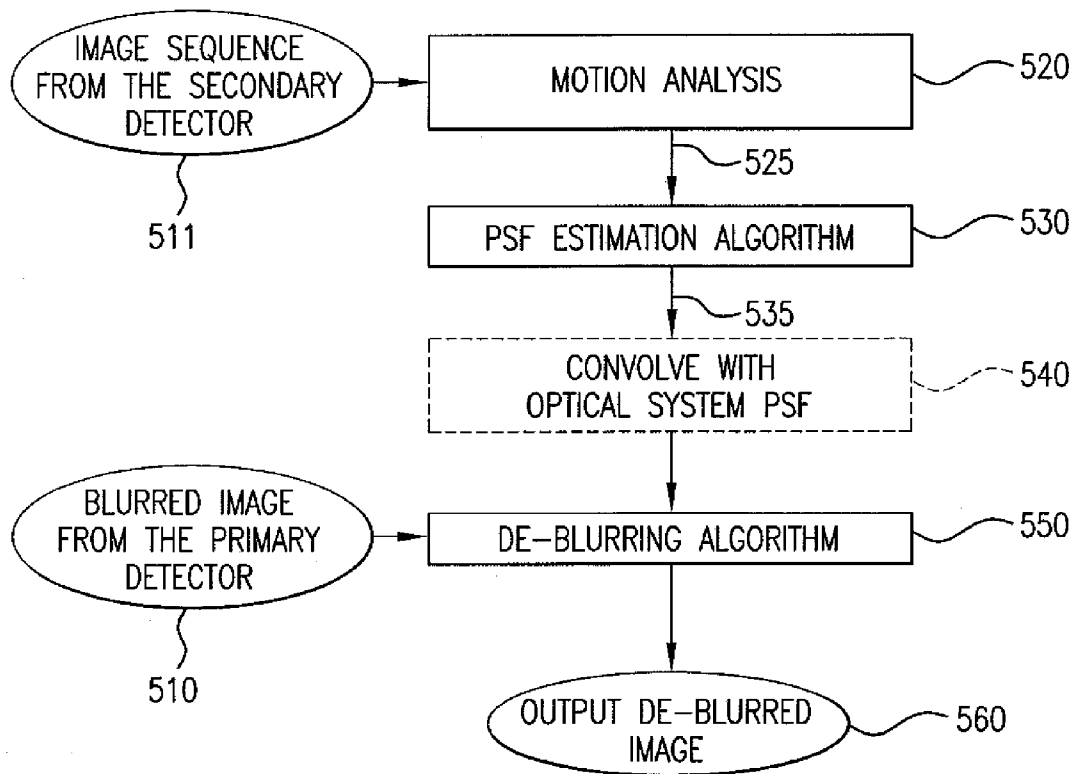 IMAGE SEQUENCE
FROM THE SECONDARY
DETECTOR
511
MOTION ANALYSIS
520
525
PSF ESTIMATION ALGORITHM
530
535
CONVOLVE WITH
OPTICAL SYSTEM PSF
540
BLURRED IMAGE
FROM THE PRIMARY
DETECTOR
510
DE-BLURRING ALGORITHM
550
OUTPUT DE-BLURRED
IMAGE
560